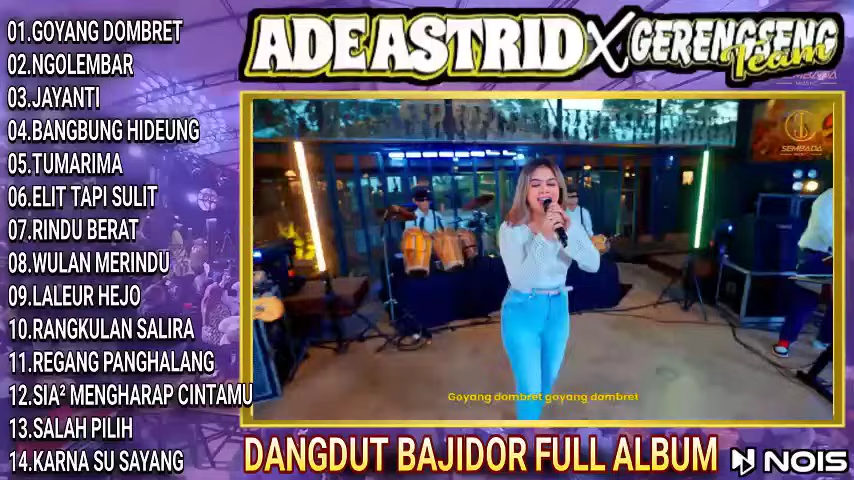 01.GOYANG DOMBRET
02.NGOLEMBAR
03.JAYANTI
04.BANGBUNG HIDEUNG
05.TUMARIMA
06.ELIT TAPI SULIT
07.RINDU BERAT
08.WULAN MERINDU
09.LALEUR HEJO
10.RANGKULAN SALIRA
11.REGANG PANGHALANG
12.SIA² MENGHARAP CINTAMU
13.SALAH PILIH
14.KARNA SU SAYANG
ADE ASTRID X GERENGSENG
Team
SEMBADA
MUSIC
SEMBADA
Goyang dombret goyang dombret
DANGDUT BAJIDOR FULL ALBUM
NOIS